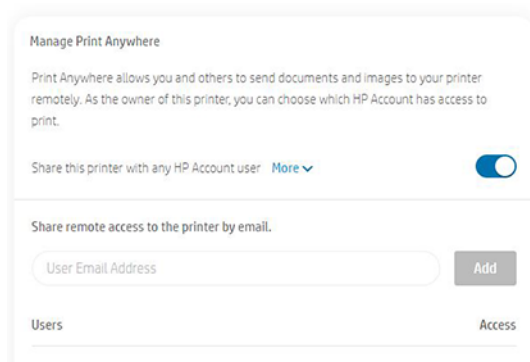 Manage Print Anywhere
Print Anywhere allows you and others to send documents and images to your printer
remotely. As the owner of this printer, you can choose which HP Account has access to
print.
Share this printer with any HP Account user More
Share remote access to the printer by email.
User Email Address Add
Users Access